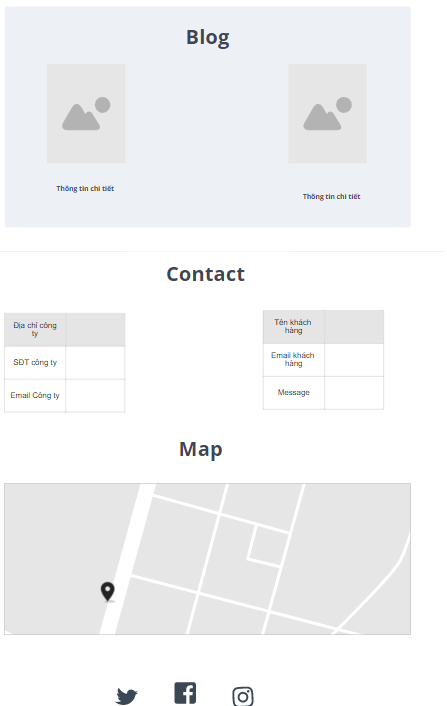 Blog
Thông tin chi tiết
Thông tin chi tiết
Contact
Địa chỉ công
ty
SĐT công ty
Email Công ty
Tên khách
hàng
Email khách
hàng
Message
Map